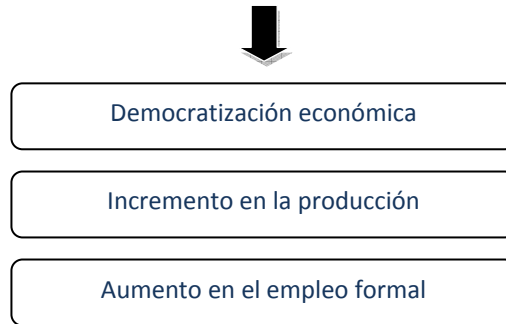 Democratización económica
Incremento en la producción
Aumento en el empleo formal